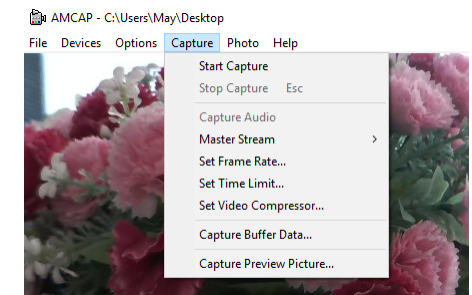 AMCAP - C:\Users\May\Desktop
File Devices Options Capture Photo Help
Start Capture
Stop Capture Esc
Capture Audio
Master Stream
Set Frame Rate...
Set Time Limit...
Set Video Compressor...
Capture Buffer Data...
Capture Preview Picture...